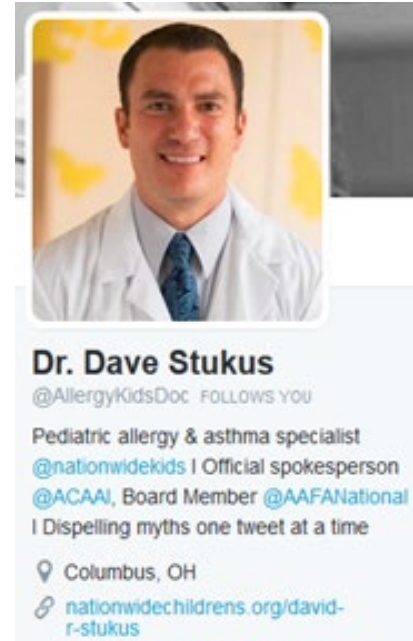 Dr. Dave Stukus
@AllergyKidsDoc FOLLOWS YOU
Pediatric allergy & asthma specialist
@nationwidekids I Official spokesperson
@ACAAI, Board Member @AAFANational
I Dispelling myths one tweet at a time
Columbus, OH
nationwidechildrens.org/david-
r-stukus